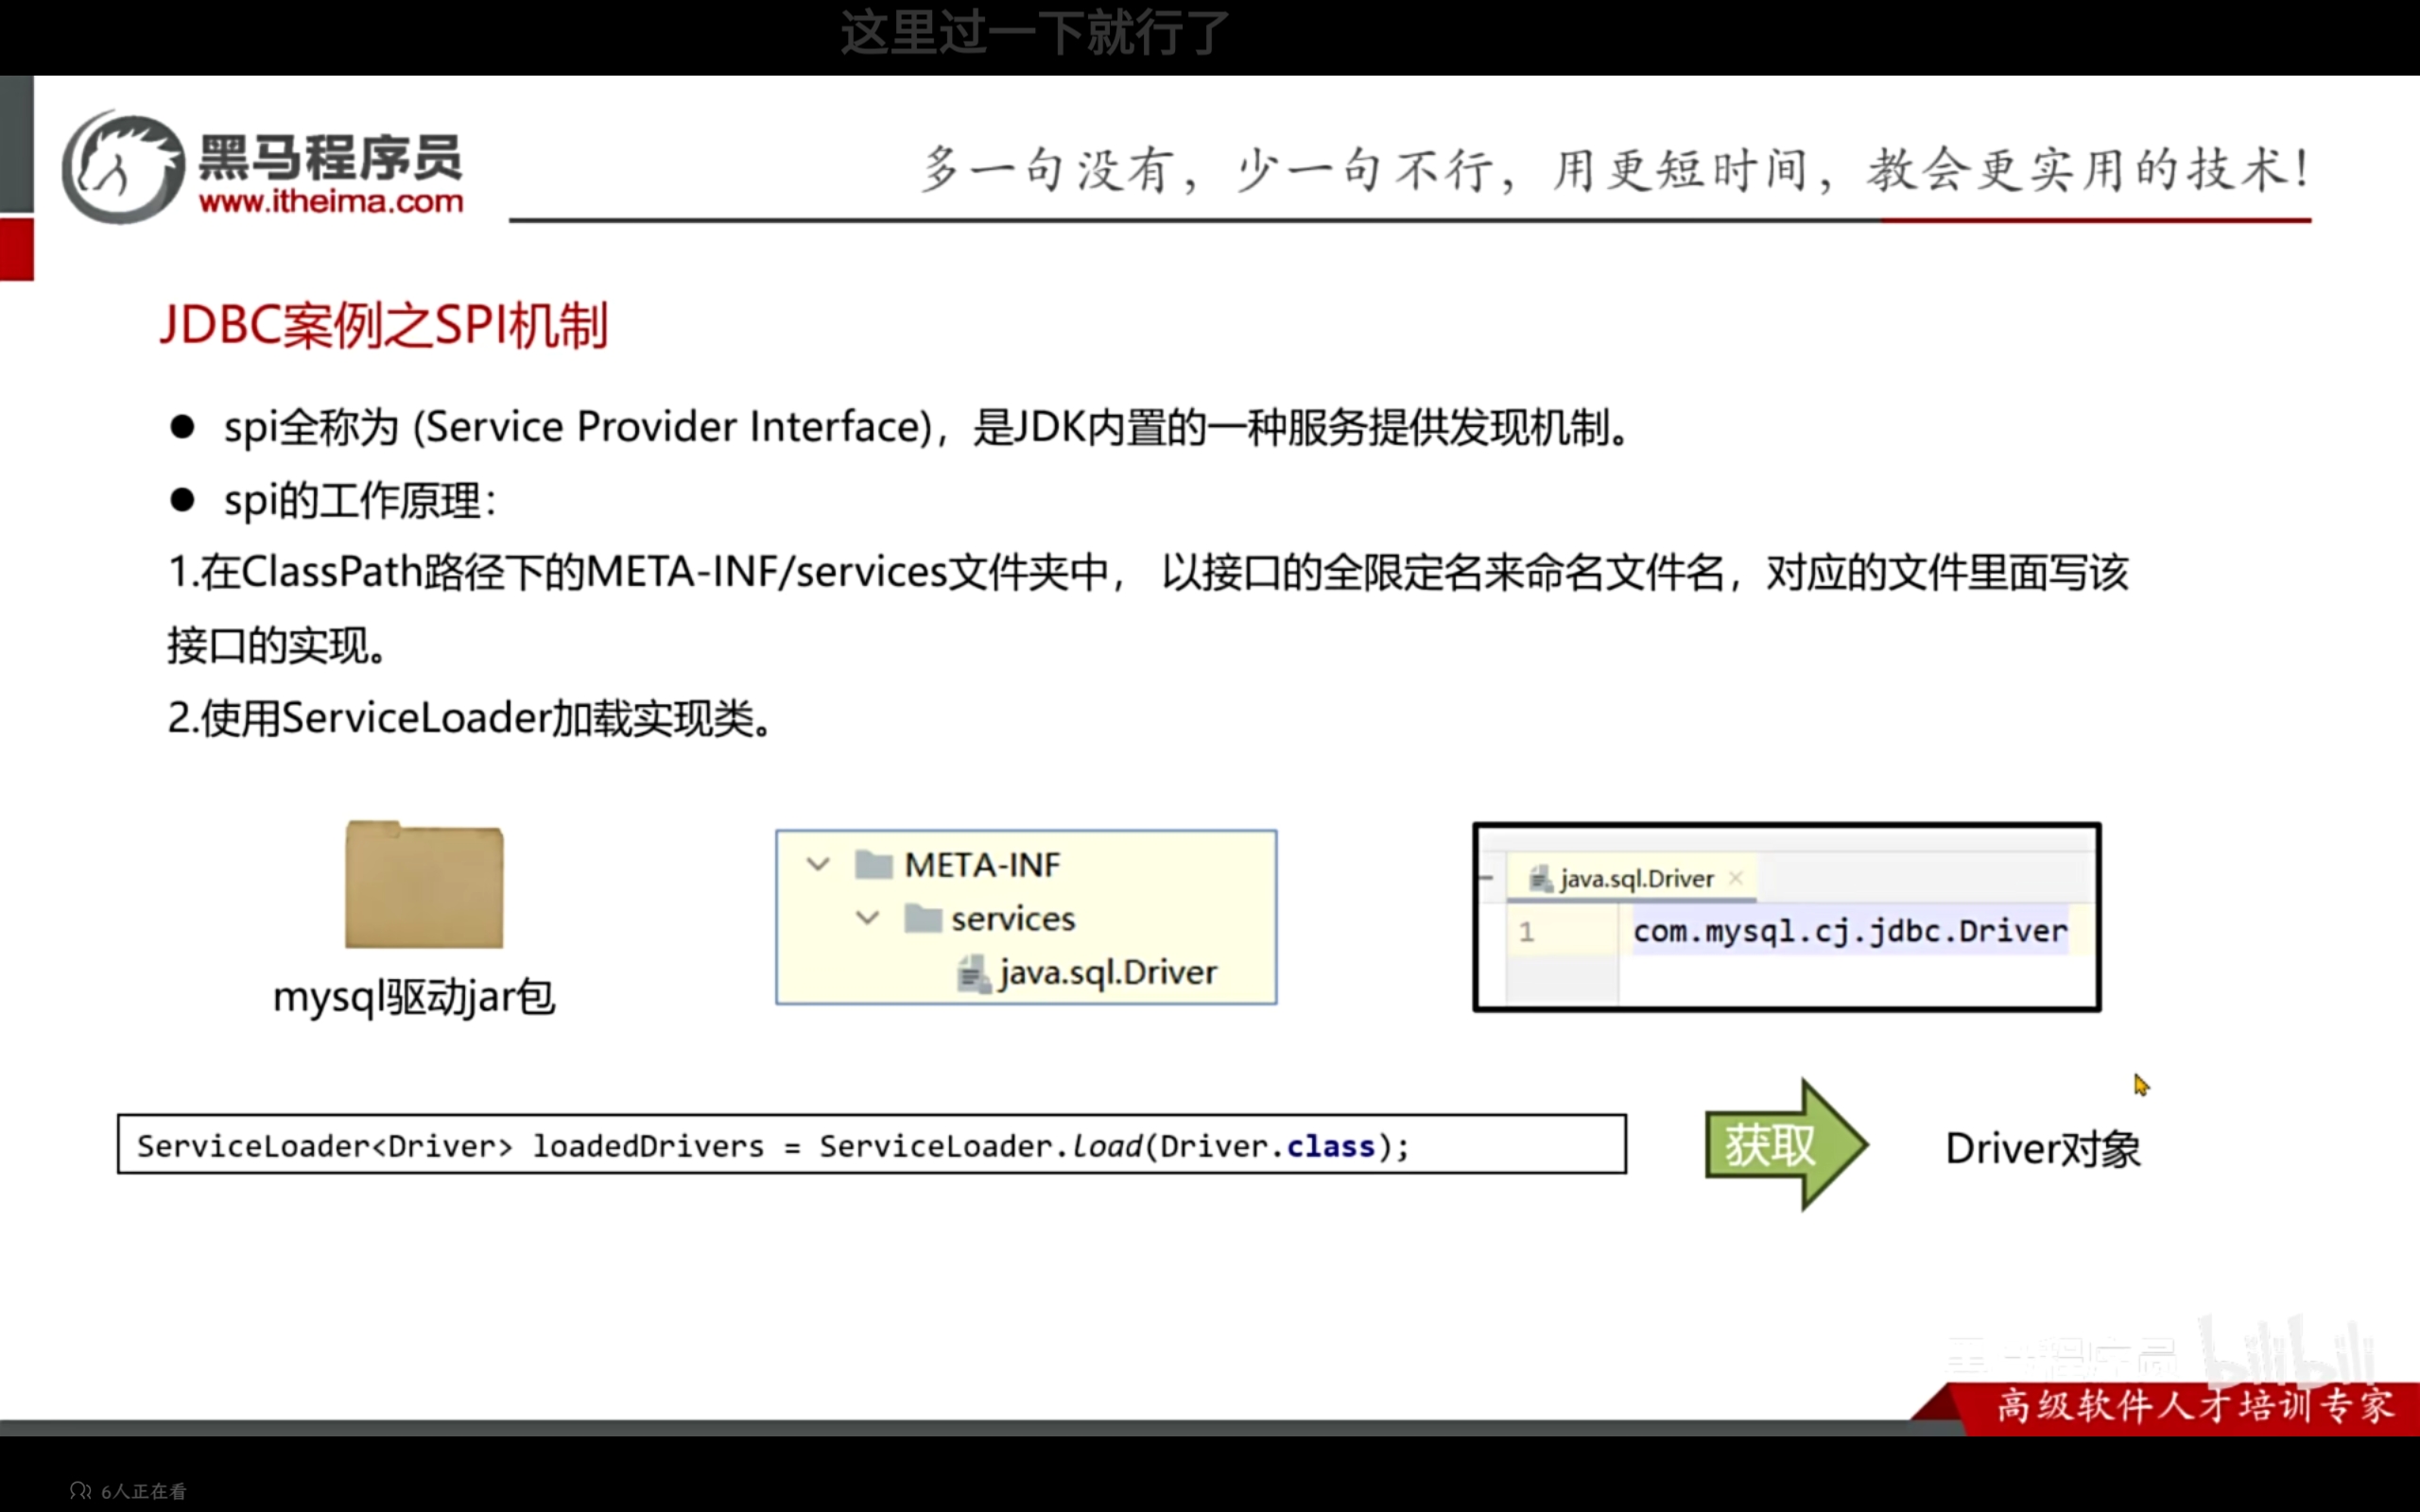 这里过一下就行了
黑马程序员
www.itheima.com
多一句没有，少一句不行，用更短时间，教会更实用的技术！
JDBC案例之SPI机制
● spi全称为 (Service Provider Interface)，是JDK内置的一种服务提供发现机制。
● spi的工作原理：
1.在ClassPath路径下的META-INF/services文件夹中， 以接口的全限定名来命名文件名，对应的文件里面写该
接口的实现。
2.使用ServiceLoader加载实现类。
mysql驱动jar包
META-INF
services
java.sql.Driver
java.sql.Driver
1 com.mysql.cj.jdbc.Driver
ServiceLoader<Driver> loadedDrivers = ServiceLoader.load(Driver.class);
获取
Driver对象
黑马程序员 bilibili
高级软件人才培训专家
6人正在看